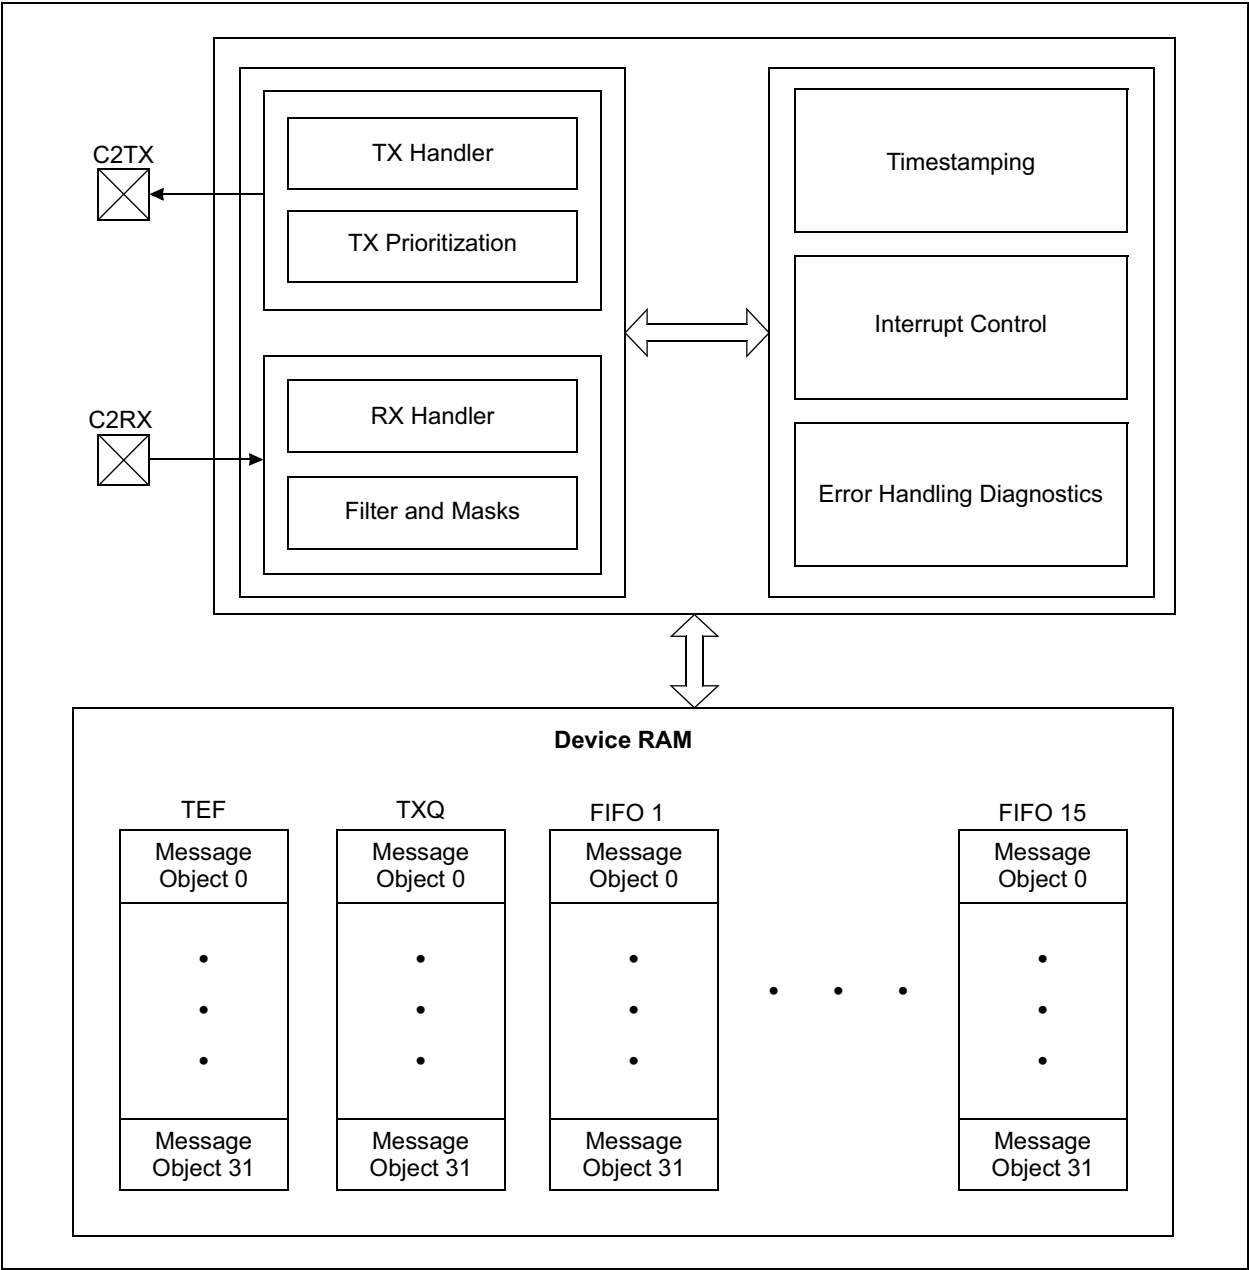 C2TX
TX Handler
TX Prioritization
C2RX
RX Handler
Filter and Masks
Timestamping
Interrupt Control
Error Handling Diagnostics
Device RAM
TEF
Message
Object 0
Message
Object 31
TXQ
Message
Object 0
Message
Object 31
FIFO 1
Message
Object 0
Message
Object 31
FIFO 15
Message
Object 0
Message
Object 31